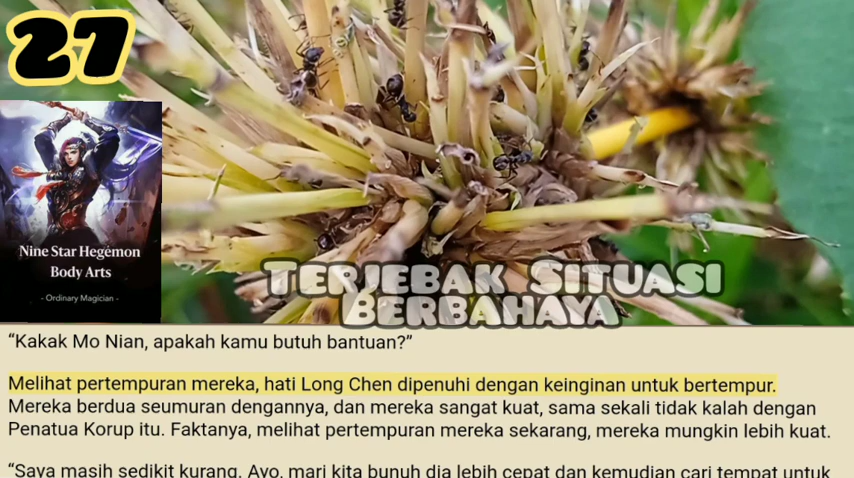 27
Nine Star Hegemon
Body Arts
- Ordinary Magician -
TERJEBAK SITUASI
BERBAHAYA
“Kakak Mo Nian, apakah kamu butuh bantuan?”
Melihat pertempuran mereka, hati Long Chen dipenuhi dengan keinginan untuk bertempur.
Mereka berdua seumuran dengannya, dan mereka sangat kuat, sama sekali tidak kalah dengan
Penatua Korup itu. Faktanya, melihat pertempuran mereka sekarang, mereka mungkin lebih kuat.
“Saya masih sedikit kurang. Ayo, mari kita bunuh dia lebih cepat dan kemudian cari tempat untuk